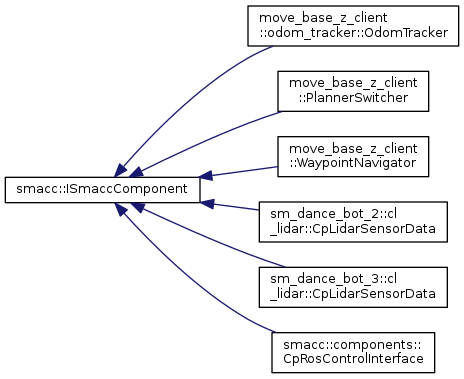 move_base_z_client
::odom_tracker::OdomTracker
move_base_z_client
::PlannerSwitcher
move_base_z_client
::WaypointNavigator
smacc::ISmaccComponent
sm_dance_bot_2::cl
_lidar::CpLidarSensorData
sm_dance_bot_3::cl
_lidar::CpLidarSensorData
smacc::components::
CpRosControlInterface